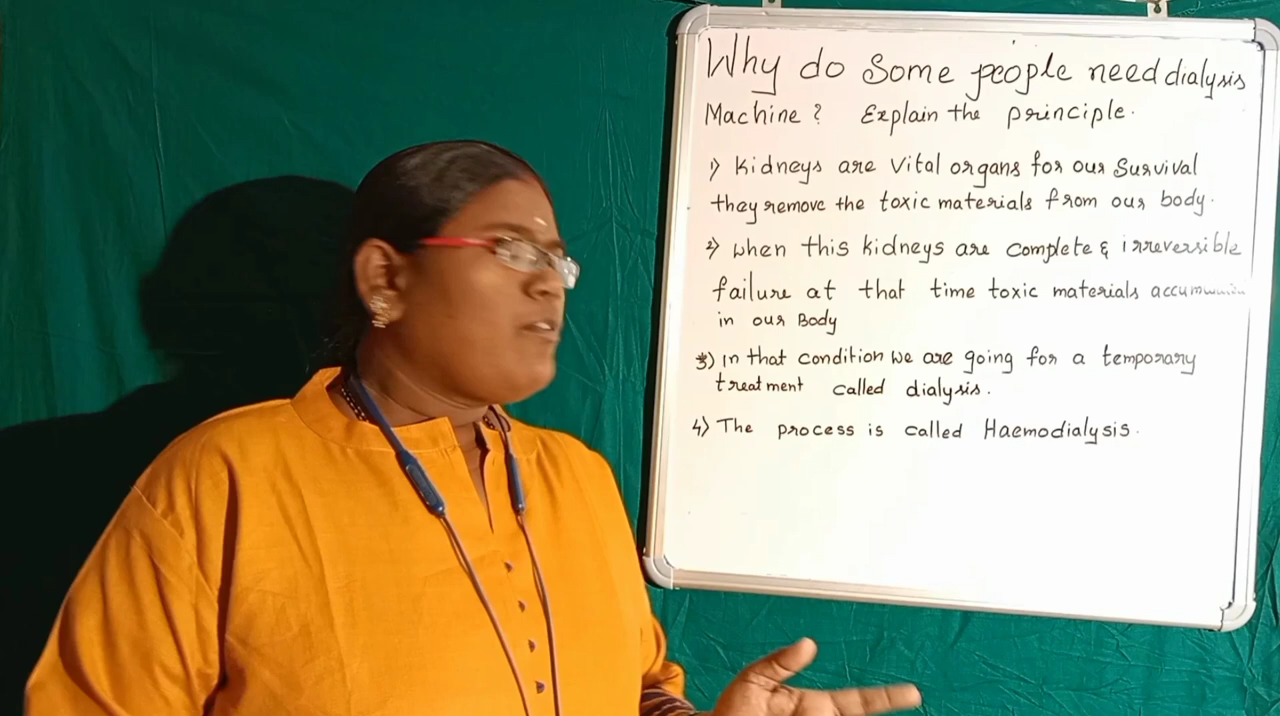 Why do Some people need dialysis
Machine? Explain the principle.
1) Kidneys are Vital organs for our Survival
they remove the toxic materials from our body.
2) when this kidneys are complete & irreversible
failure at that time toxic materials
in our Body
3) In that condition we are going for a temporary
treatment called dialysis.
4) The process is called Haemodialysis.